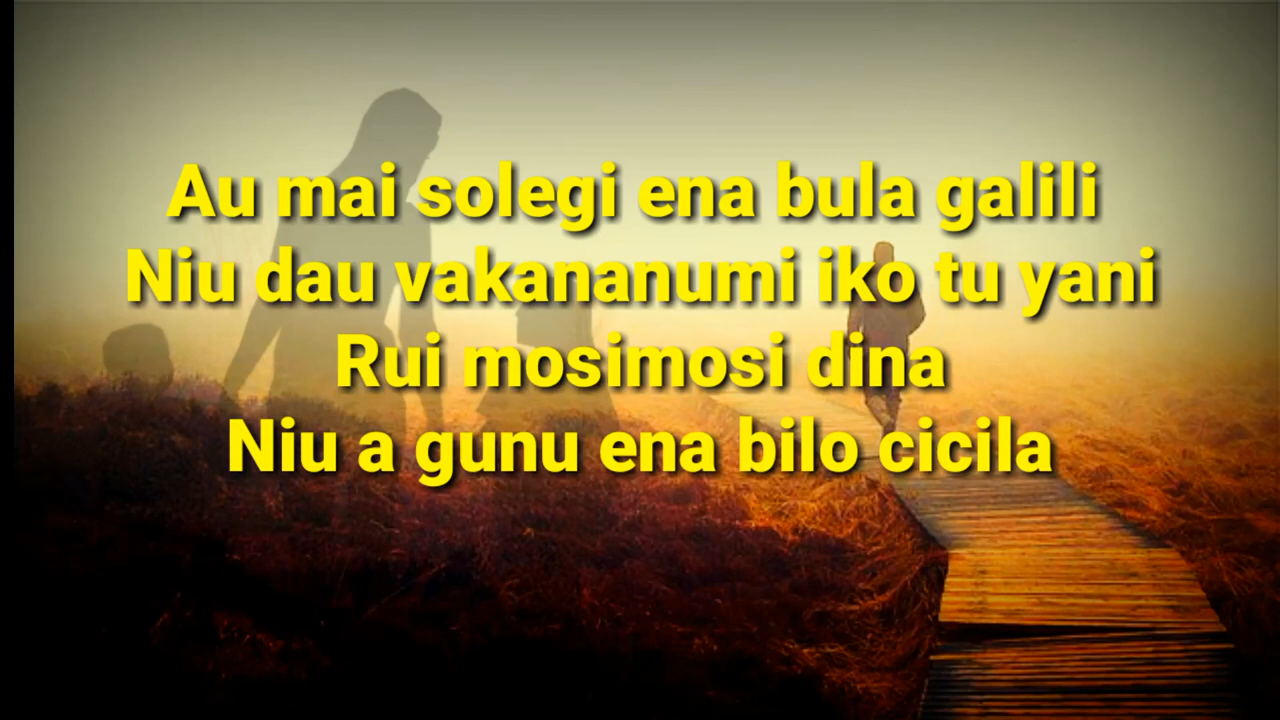 Au mai solegi ena bula galili
Niu dau vakananumi iko tu yani
Rui mosimosi dina
Niu a gunu ena bilo cicila